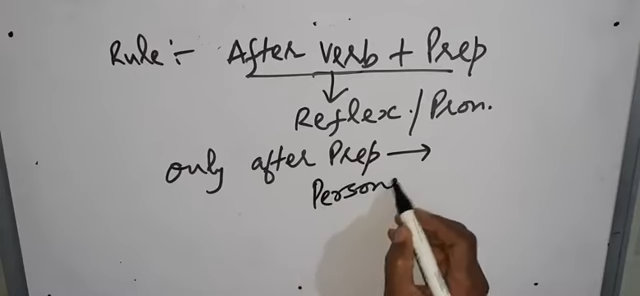 Rule:- After verb + Prep
↓
Reflex./Pron.
only after Prep →
Person